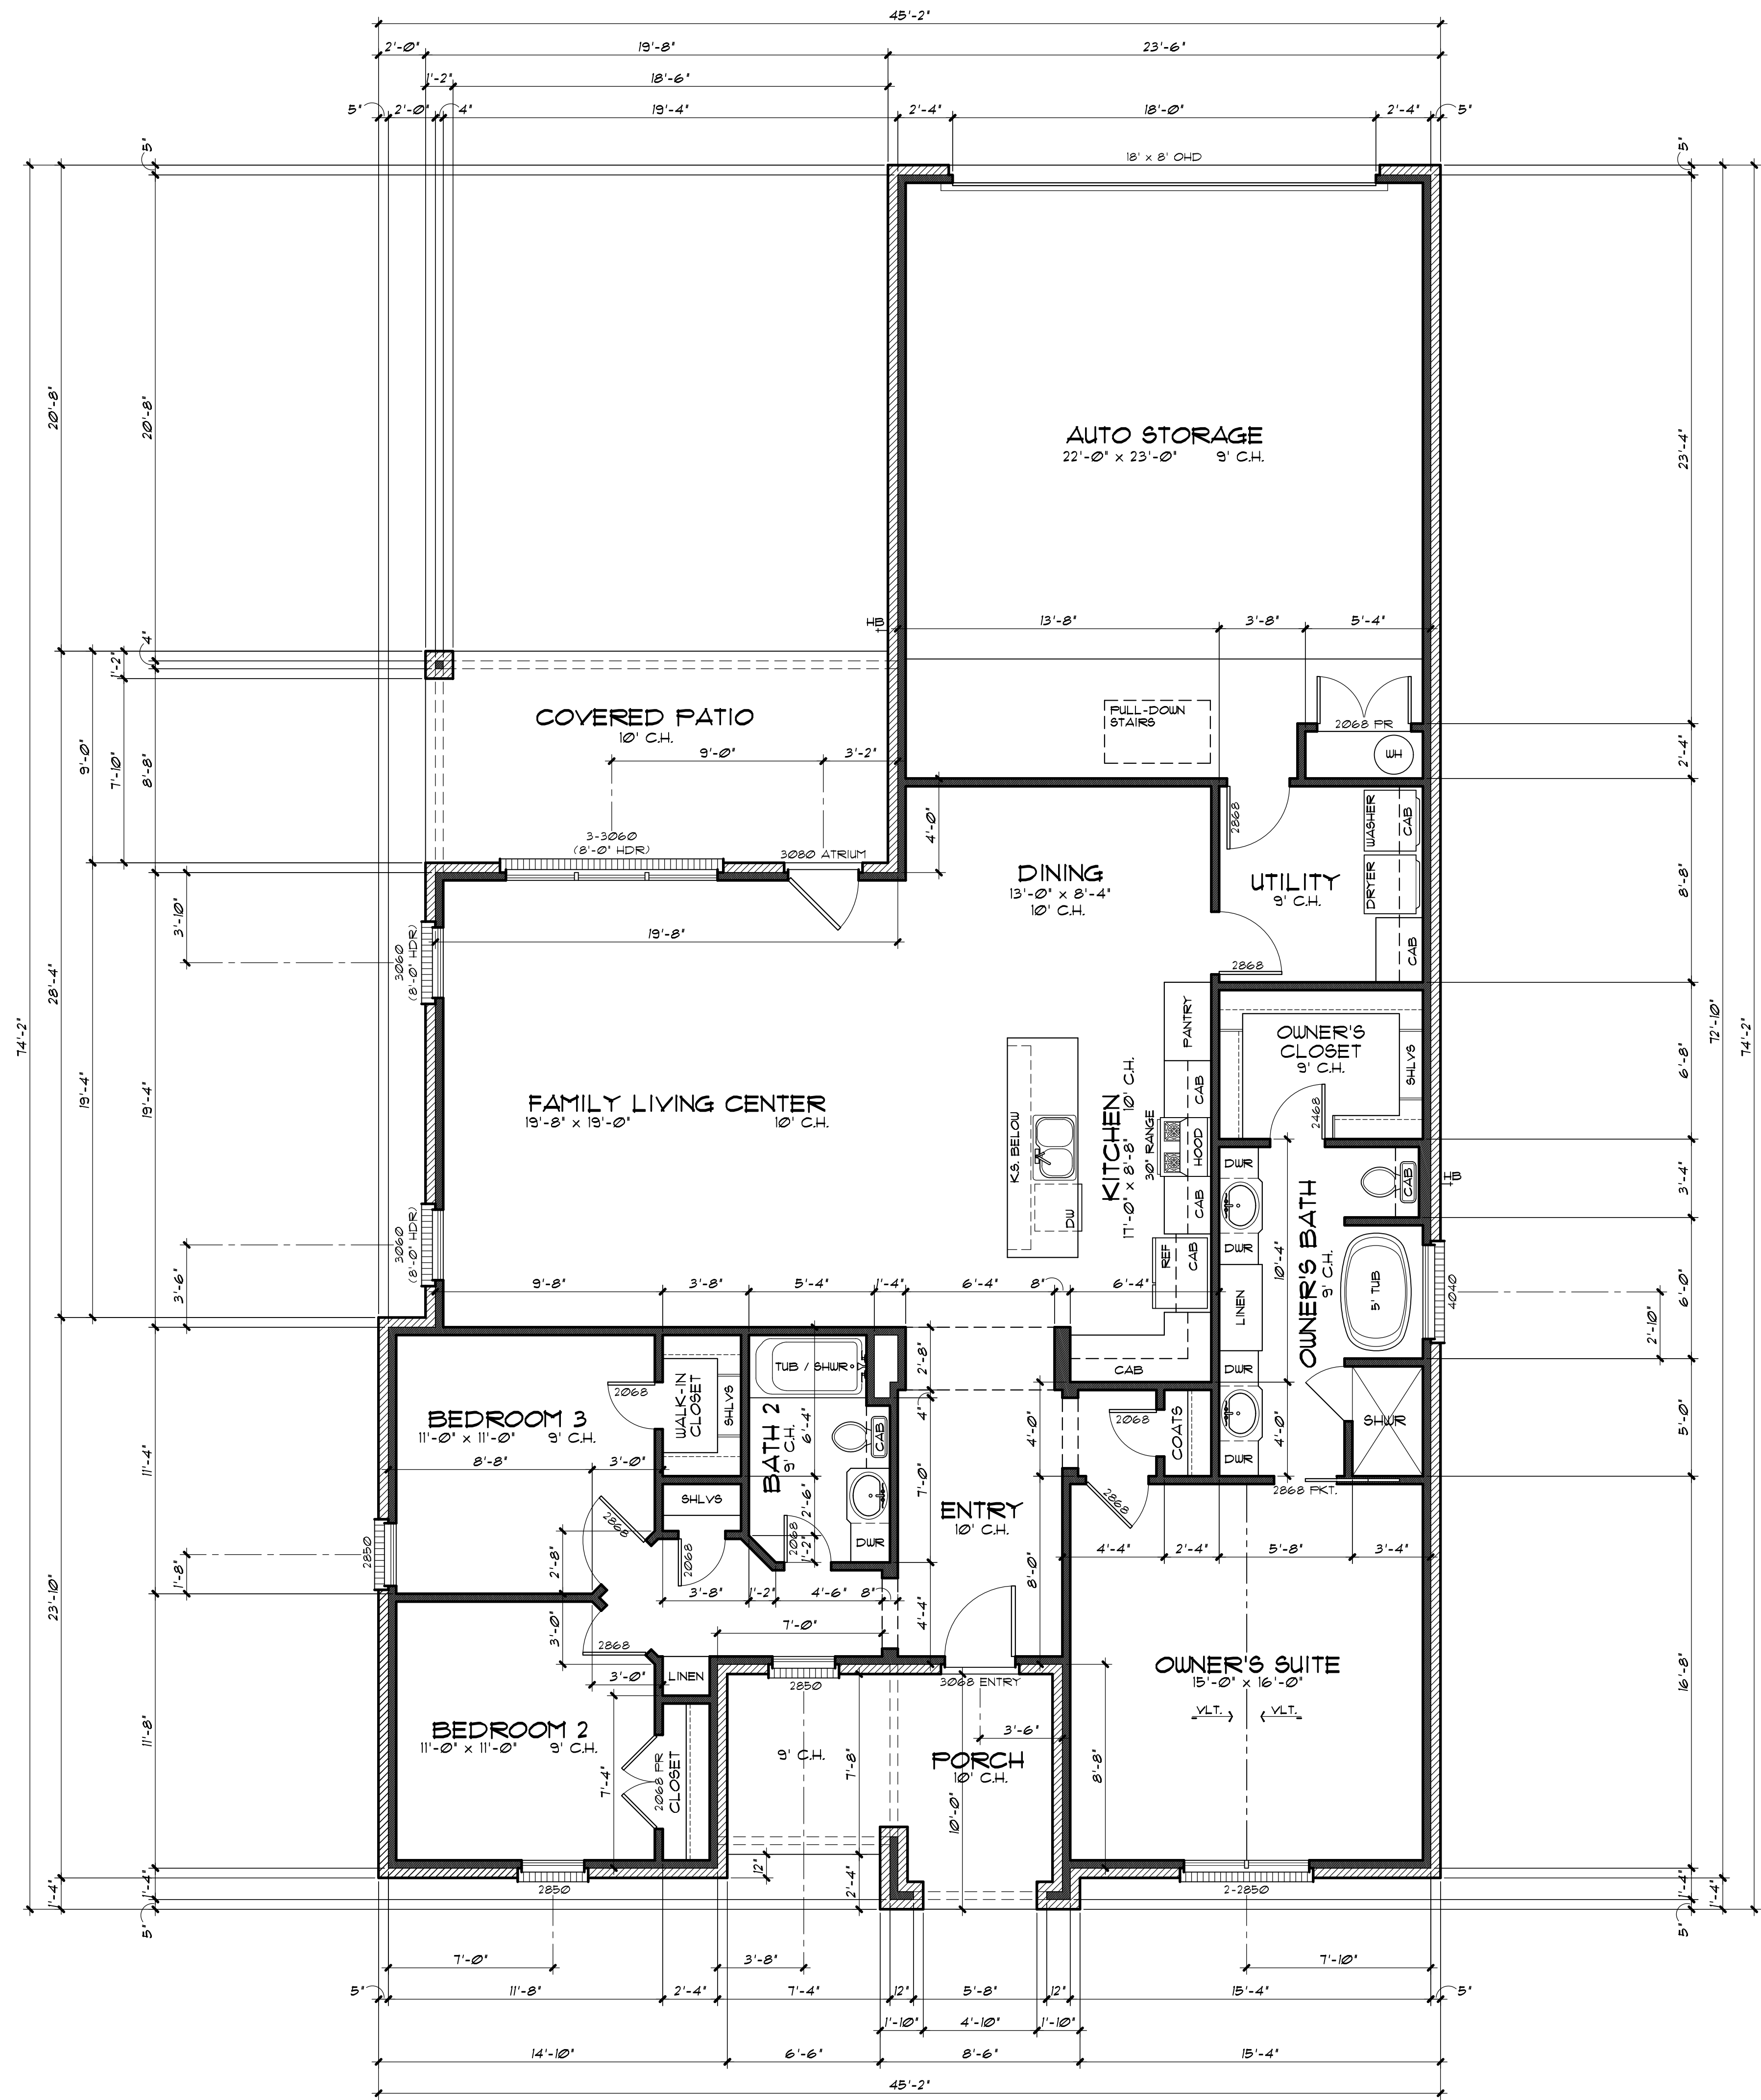 45'-2"
2'-0" 19'-8" 23'-6"
1'-2" 18'-6"
5" 2'-0" 4" 19'-4" 2'-4" 18'-0" 2'-4" 5"
18' x 8' OHD
5" 5"
20'-8" 20'-8"
AUTO STORAGE
22'-0" x 23'-0" 9' C.H.
23'-4"
HB
13'-8" 3'-8" 5'-4"
4"
1'-2"
COVERED PATIO
10' C.H.
PULL-DOWN
STAIRS
2068 PR
WH
9'-0" 3'-2"
9'-0" 7'-10" 8'-8"
2'-4"
3-3060
(8'-0" HDR)
3080 ATRIUM
4'-0"
2868
WASHER
CAB
DRYER
DINING
13'-0" x 8'-4"
10' C.H.
UTILITY
9' C.H.
8'-8"
3'-10"
19'-8"
3060
(8'-0" HDR)
2868
CAB
28'-4"
74'-2"
19'-4"
19'-4"
PANTRY
OWNER'S
CLOSET
9' C.H.
SHLVS
6'-8"
72'-10"
74'-2"
FAMILY LIVING CENTER
19'-8" x 19'-0" 10' C.H.
K.S. BELOW
KITCHEN
17'-0" x 8'-8" 10' C.H.
30" RANGE
HOOD
CAB
CAB
2468
DWR
CAB
HB
3'-4"
DW
REF
CAB
DWR
10'-4"
OWNER'S BATH
9' C.H.
5' TUB
4040
6'-0"
2'-10"
3060
(8'-0" HDR)
3'-6"
9'-8" 3'-8" 5'-4" 1'-4" 6'-4" 8" 6'-4"
LINEN
TUB / SHWR
2'-8"
CAB
DWR
2068
WALK-IN
CLOSET
SHLVS
BEDROOM 3
11'-0" x 11'-0" 9' C.H.
BATH 2
9' C.H.
6'-4"
CAB
4"
4'-0"
2068
COATS
4'-0"
SHWR
5'-0"
DWR
11'-4"
8'-8" 3'-0"
SHLVS
2868
2'-6"
7'-0"
ENTRY
10' C.H.
2868
2868 PKT.
2850
1'-8"
2'-8"
2068
2068
1'-2"
DWR
8'-0"
4'-4" 2'-4" 5'-8" 3'-4"
23'-10"
3'-8" 1'-2" 4'-6" 8"
4'-4"
7'-0"
3'-0"
2868
3'-0"
LINEN
2850
3068 ENTRY
OWNER'S SUITE
15'-0" x 16'-0"
VLT. VLT.
16'-8"
3'-6"
BEDROOM 2
11'-0" x 11'-0" 9' C.H.
11'-8"
7'-4"
2068 PR
CLOSET
9' C.H.
7'-8"
PORCH
10' C.H.
10'-0"
8'-8"
12"
2'-4"
2850
2-2850
1'-4" 1'-4" 1'-4" 1'-4"
5" 5"
7'-0" 3'-8" 7'-10"
5" 11'-8" 2'-4" 7'-4" 12" 5'-8" 12" 15'-4" 5"
1'-10" 4'-10" 1'-10"
14'-10" 6'-6" 8'-6" 15'-4"
45'-2"